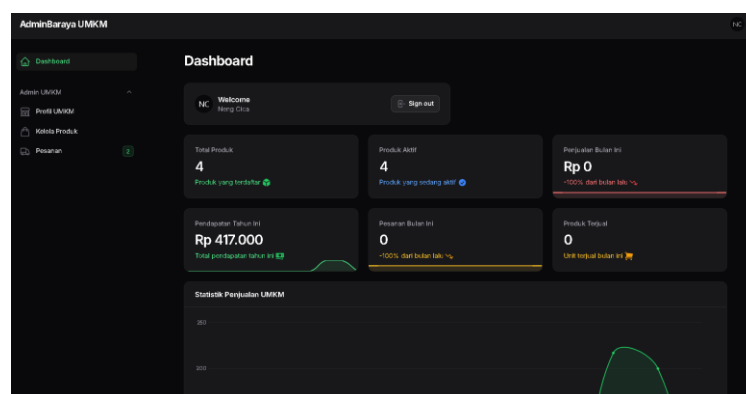 AdminBaraya UMKM
NC
Dashboard
Dashboard
Admin UMKM
Profil UMKM
Kelola Produk
Pesanan
2
NC
Welcome
Neng Cica
Sign out
Total Produk
4
Produk yang terdaftar
Produk Aktif
4
Produk yang sedang aktif
Penjualan Bulan Ini
Rp 0
-100% dari bulan lalu
Pendapatan Tahun Ini
Rp 417.000
Total pendapatan tahun ini
Pesanan Bulan Ini
0
-100% dari bulan lalu
Produk Terjual
0
Unit terjual bulan ini
Statistik Penjualan UMKM
350
300